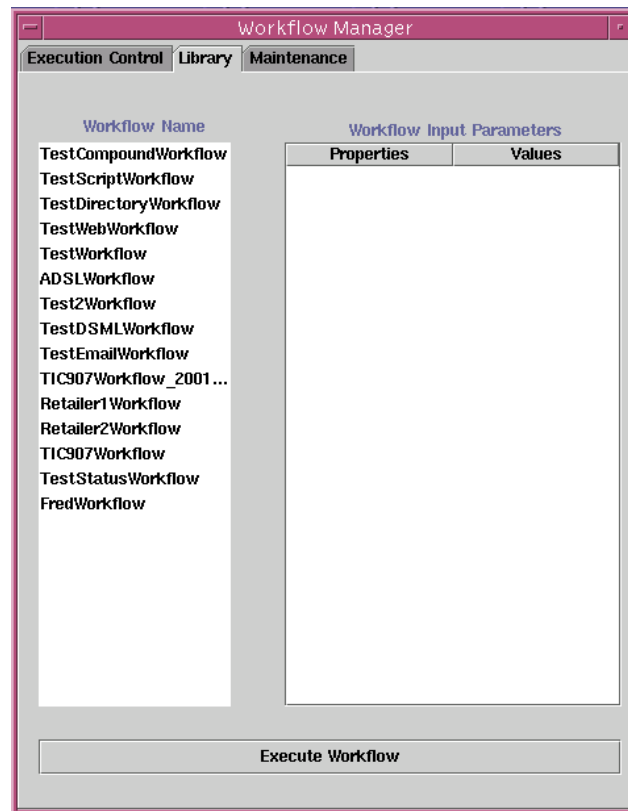 Workflow Manager
Execution Control Library Maintenance
Workflow Name
TestCompoundWorkflow
TestScriptWorkflow
TestDirectoryWorkflow
TestWebWorkflow
TestWorkflow
ADSLWorkflow
Test2Workflow
TestDSMLWorkflow
TestEmailWorkflow
TIC907Workflow_2001...
Retailer1Workflow
Retailer2Workflow
TIC907Workflow
TestStatusWorkflow
FredWorkflow
Workflow Input Parameters
Properties Values
Execute Workflow